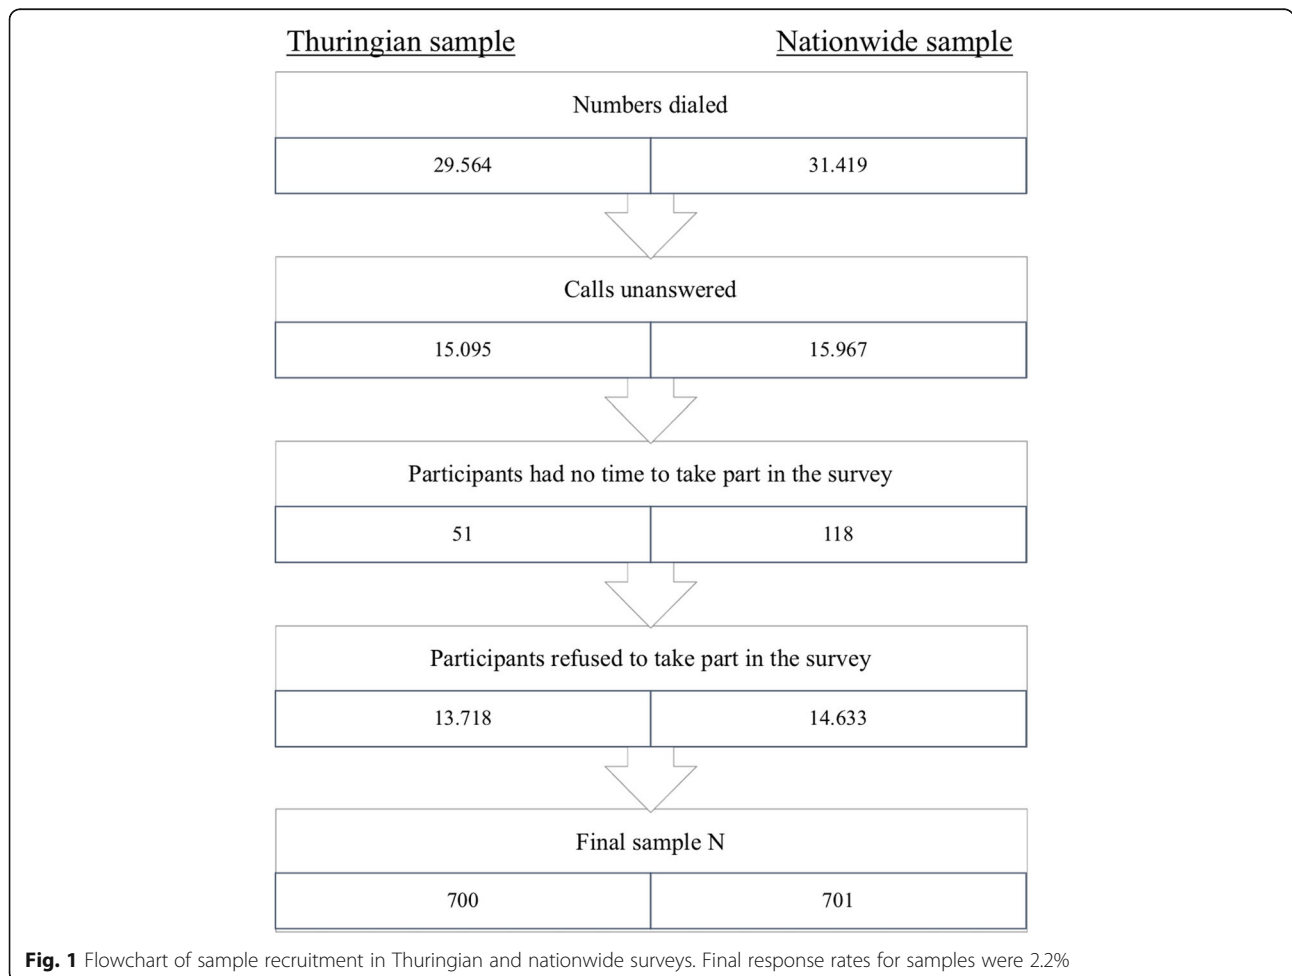 Thuringian sample Nationwide sample
Numbers dialed
29.564 31.419
Calls unanswered
15.095 15.967
Participants had no time to take part in the survey
51 118
Participants refused to take part in the survey
13.718 14.633
Final sample N
700 701
Fig. 1 Flowchart of sample recruitment in Thuringian and nationwide surveys. Final response rates for samples were 2.2%